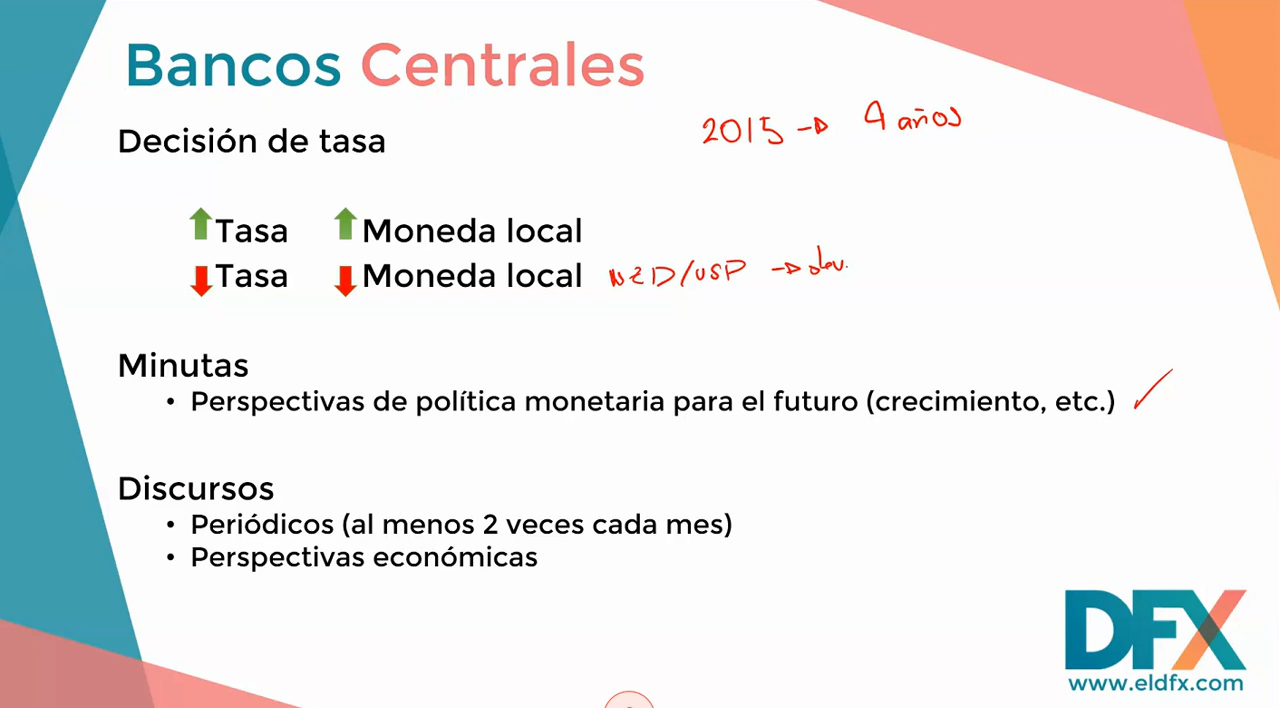 Bancos Centrales
2015 → 4 años
Decisión de tasa
Tasa Moneda local
Tasa Moneda local NZD/USD →
Minutas
• Perspectivas de política monetaria para el futuro (crecimiento, etc.)
Discursos
• Periódicos (al menos 2 veces cada mes)
• Perspectivas económicas
DFX
www.eldfx.com